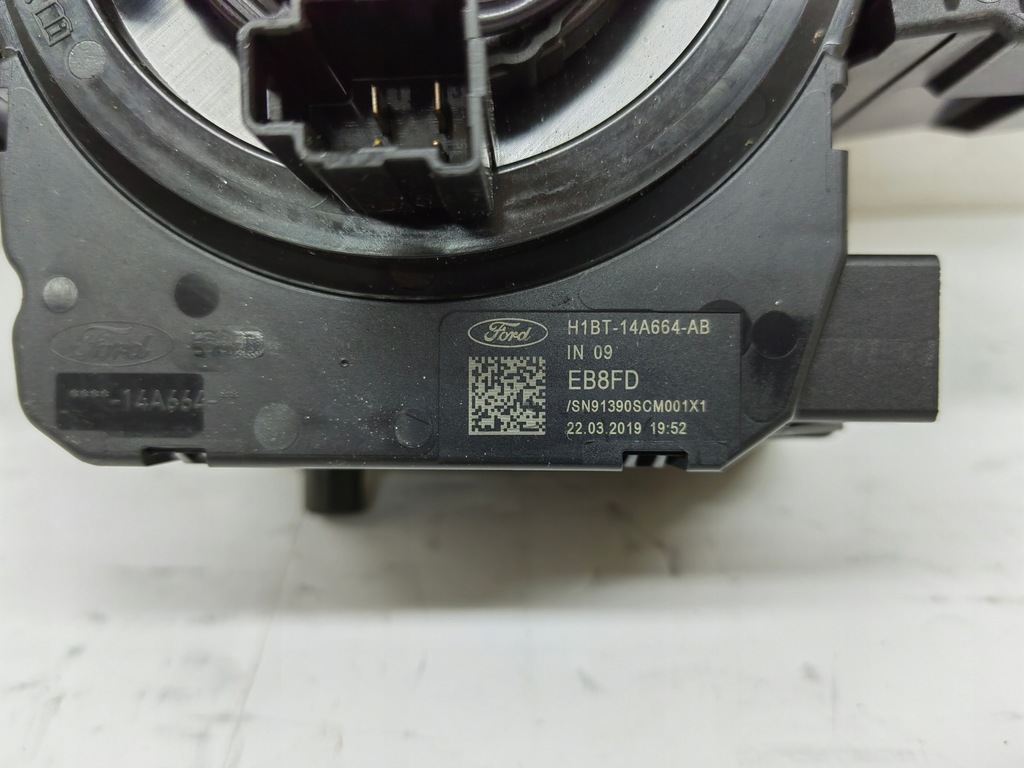 Ford
****-14A664-**
Ford
H1BT-14A664-AB
IN 09
EB8FD
/SN91390SCM001X1
22.03.2019 19:52